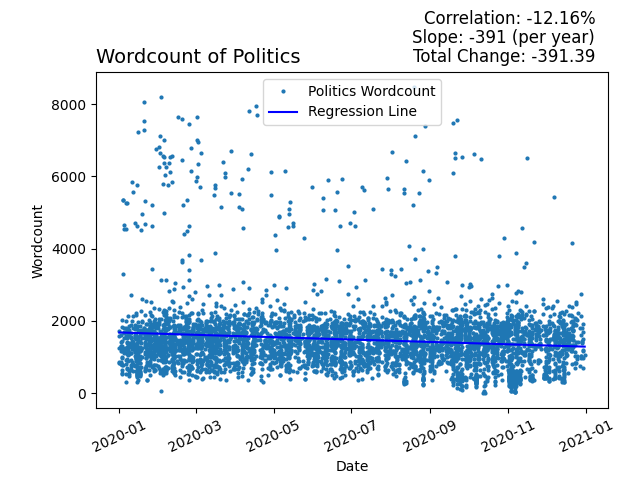 Correlation: -12.16%
Slope: -391 (per year)
Total Change: -391.39
Wordcount of Politics
Politics Wordcount
Regression Line
8000
6000
4000
2000
0
Wordcount
2020-01
2020-03
2020-05
2020-07
2020-09
2020-11
2021-01
Date